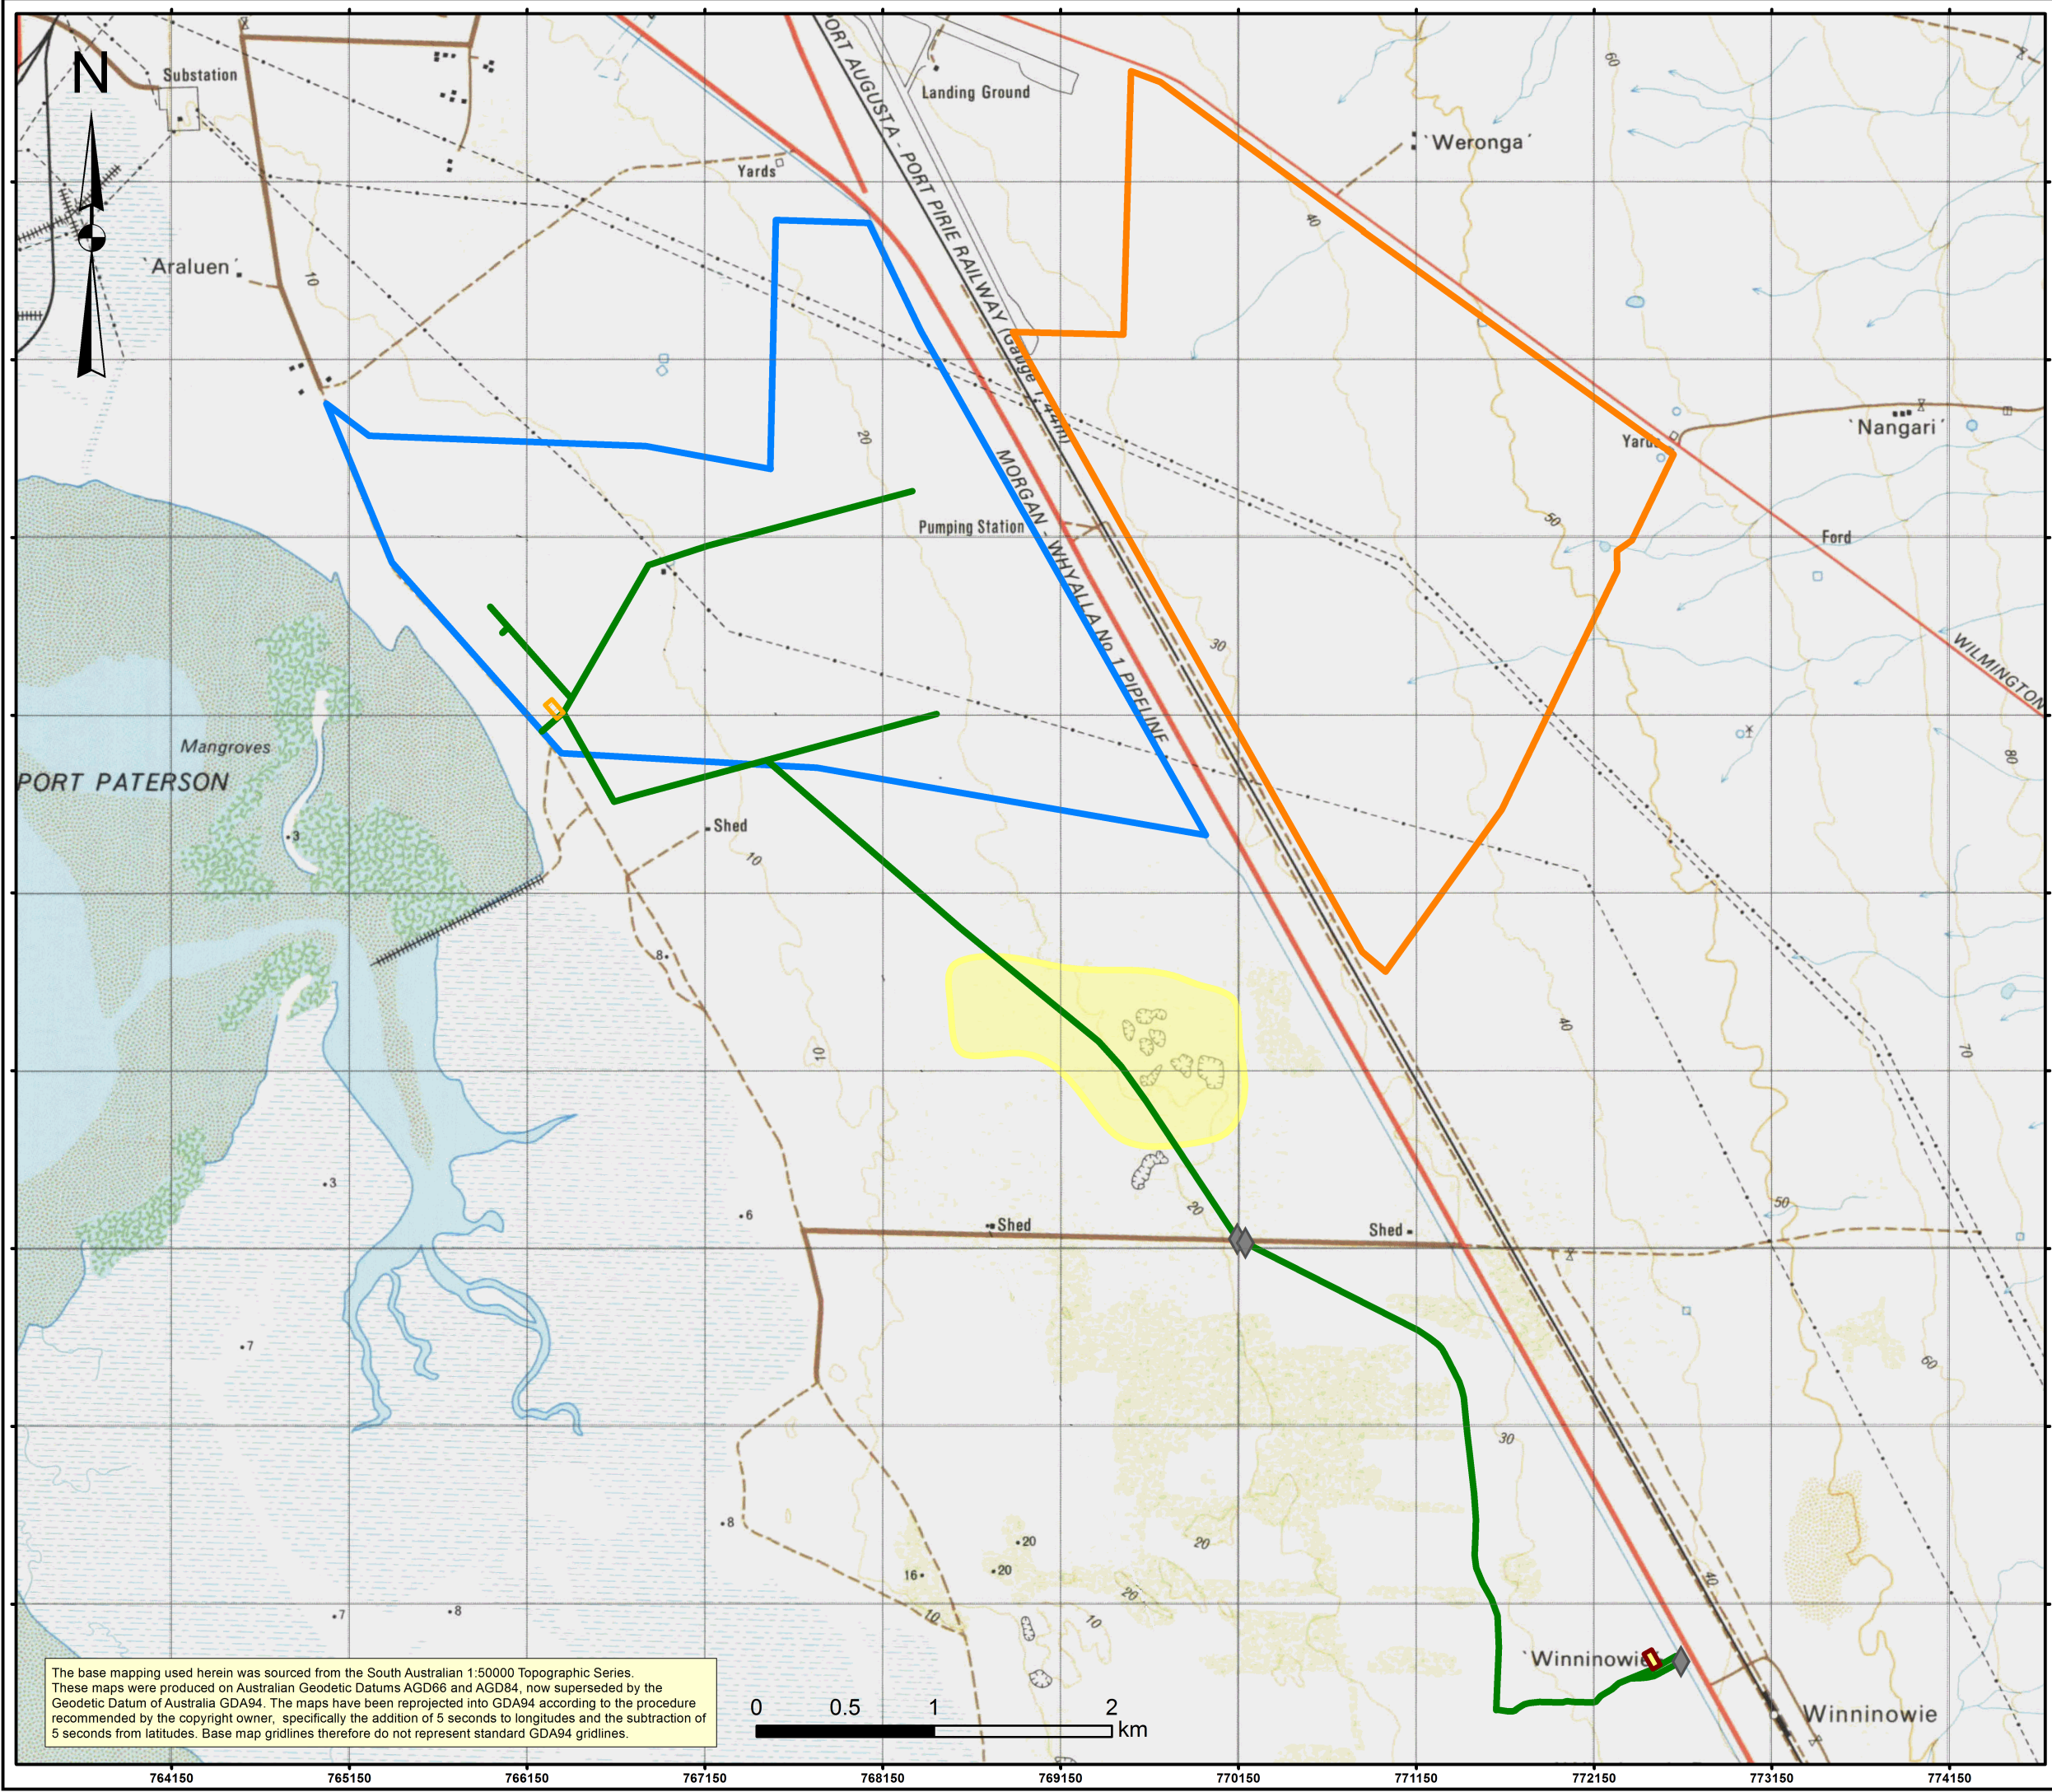 N
Substation
Landing Ground
'Weronga'
Yards
PORT AUGUSTA - PORT PIRIE RAILWAY (Gauge 1.44m)
60
40
'Araluen'
10
20
Yards
'Nangari'
50
Pumping Station
MORGAN - WHYALLA No 1 PIPELINE
Ford
30
WILMINGTON
Mangroves
PORT PATERSON
80
3
Shed
10
8
10
40
70
3
6
20
Shed
Shed
50
7
60
30
8
20
20
20
16
20
10
10
40
7
8
'Winninowie
Winninowie
The base mapping used herein was sourced from the South Australian 1:50000 Topographic Series.
These maps were produced on Australian Geodetic Datums AGD66 and AGD84, now superseded by the
Geodetic Datum of Australia GDA94. The maps have been reprojected into GDA94 according to the procedure
recommended by the copyright owner, specifically the addition of 5 seconds to longitudes and the subtraction of
5 seconds from latitudes. Base map gridlines therefore do not represent standard GDA94 gridlines.
0 0.5 1 2
km
764150 765150 766150 767150 768150 769150 770150 771150 772150 773150 774150